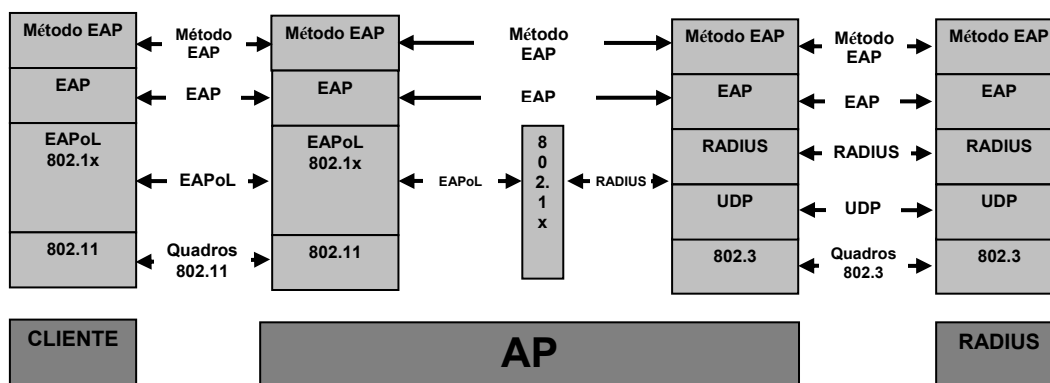 Método EAP
Método
EAP
Método EAP
Método
EAP
Método EAP
Método
EAP
Método EAP
EAP
EAP
EAP
EAP
EAP
EAP
EAP
EAPoL
802.1x
EAPoL
EAPoL
802.1x
EAPoL
8
0
2.
1
x
RADIUS
RADIUS
RADIUS
RADIUS
UDP
UDP
UDP
802.11
Quadros
802.11
802.11
802.3
Quadros
802.3
802.3
CLIENTE
AP
RADIUS